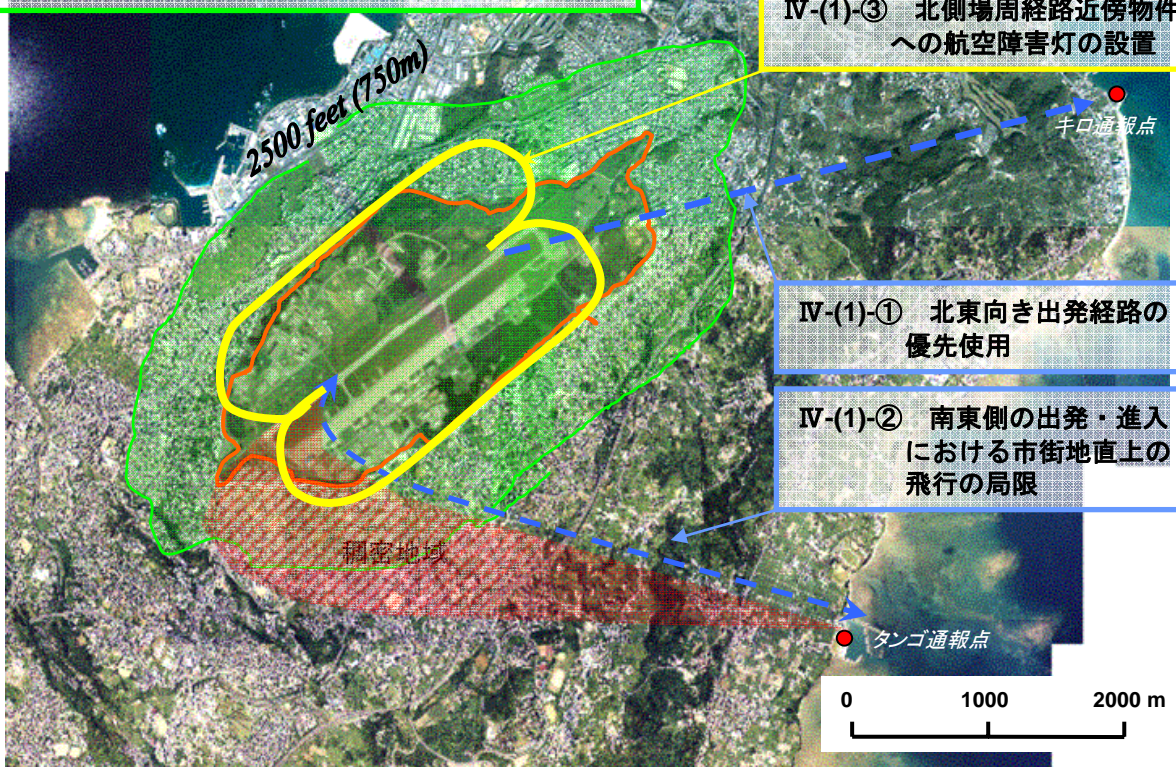 Ⅳ-(1)-③ 北側場周経路近傍物件
への航空障害灯の設置
2500 feet (750m)
キロ通報点
Ⅳ-(1)-① 北東向き出発経路の
優先使用
Ⅳ-(1)-② 南東側の出発・進入
における市街地直上の
飛行の局限
稠密地域
タンゴ通報点
0 1000 2000 m